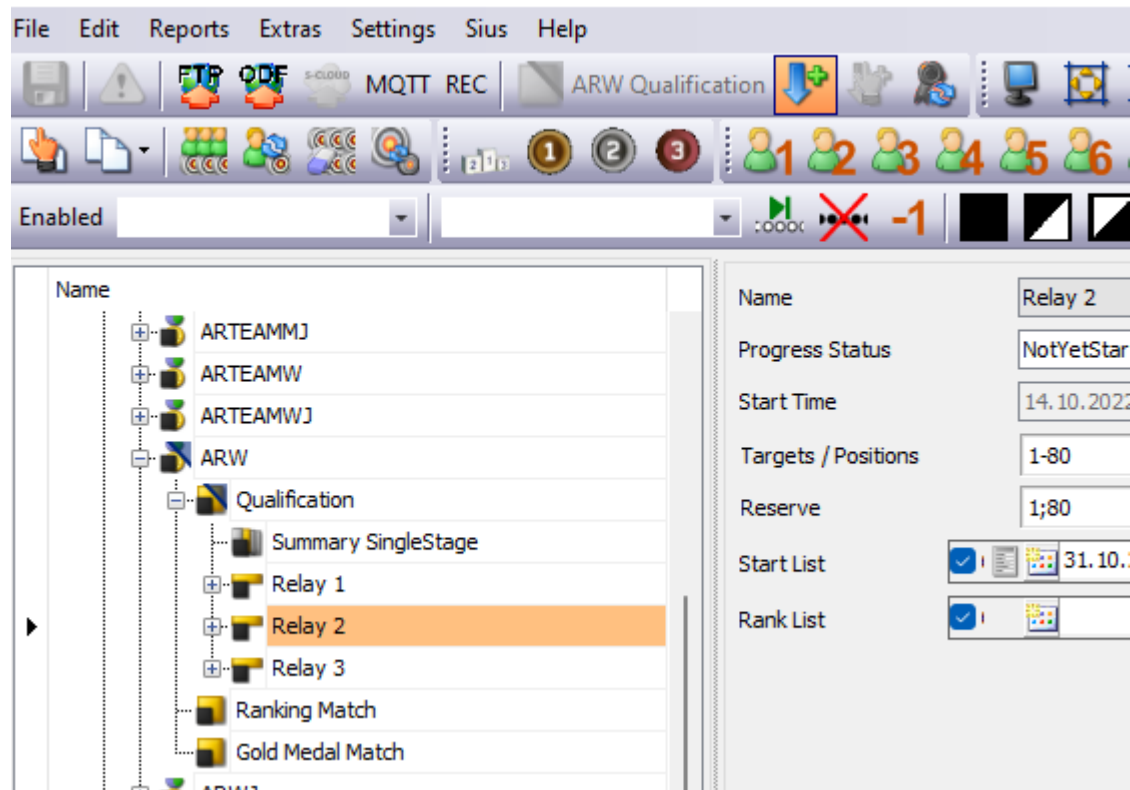 File Edit Reports Extras Settings Sius Help
FTP ODF S-CLOUD MQTT REC ARW Qualification
2 1 3 1 2 3 1 2 3 4 5 6
Enabled -1
Name
ARTEAMMJ
ARTEAMW
ARTEAMWJ
ARW
Qualification
Summary SingleStage
Relay 1
Relay 2
Relay 3
Ranking Match
Gold Medal Match
Name Relay 2
Progress Status NotYetStar
Start Time 14.10.2022
Targets / Positions 1-80
Reserve 1;80
Start List 31.10.
Rank List